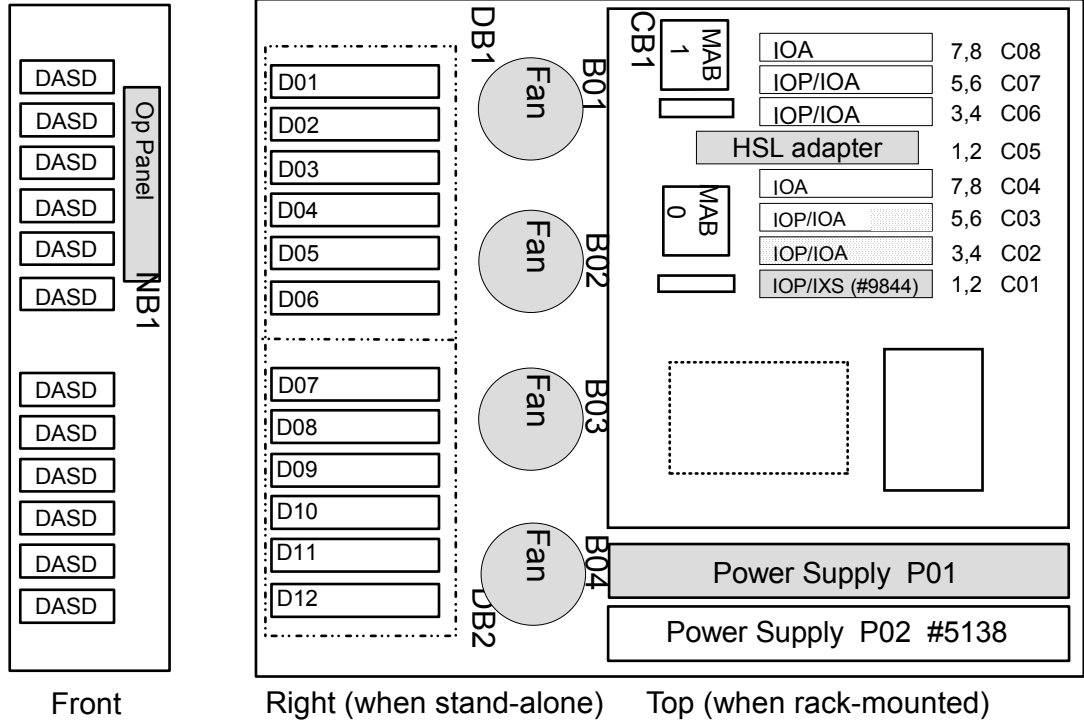 DASD
DASD
DASD
DASD
DASD
DASD
Op Panel
NB1
DASD
DASD
DASD
DASD
DASD
DASD
Front
D01
D02
D03
D04
D05
D06
D07
D08
D09
D10
D11
D12
DB1
DB2
Fan
B01
Fan
B02
Fan
B03
Fan
B04
CB1
MAB
1
IOA 7,8 C08
IOP/IOA 5,6 C07
IOP/IOA 3,4 C06
HSL adapter 1,2 C05
MAB
0
IOA 7,8 C04
IOP/IOA 5,6 C03
IOP/IOA 3,4 C02
IOP/IXS (#9844) 1,2 C01
Power Supply P01
Power Supply P02 #5138
Right (when stand-alone)
Top (when rack-mounted)